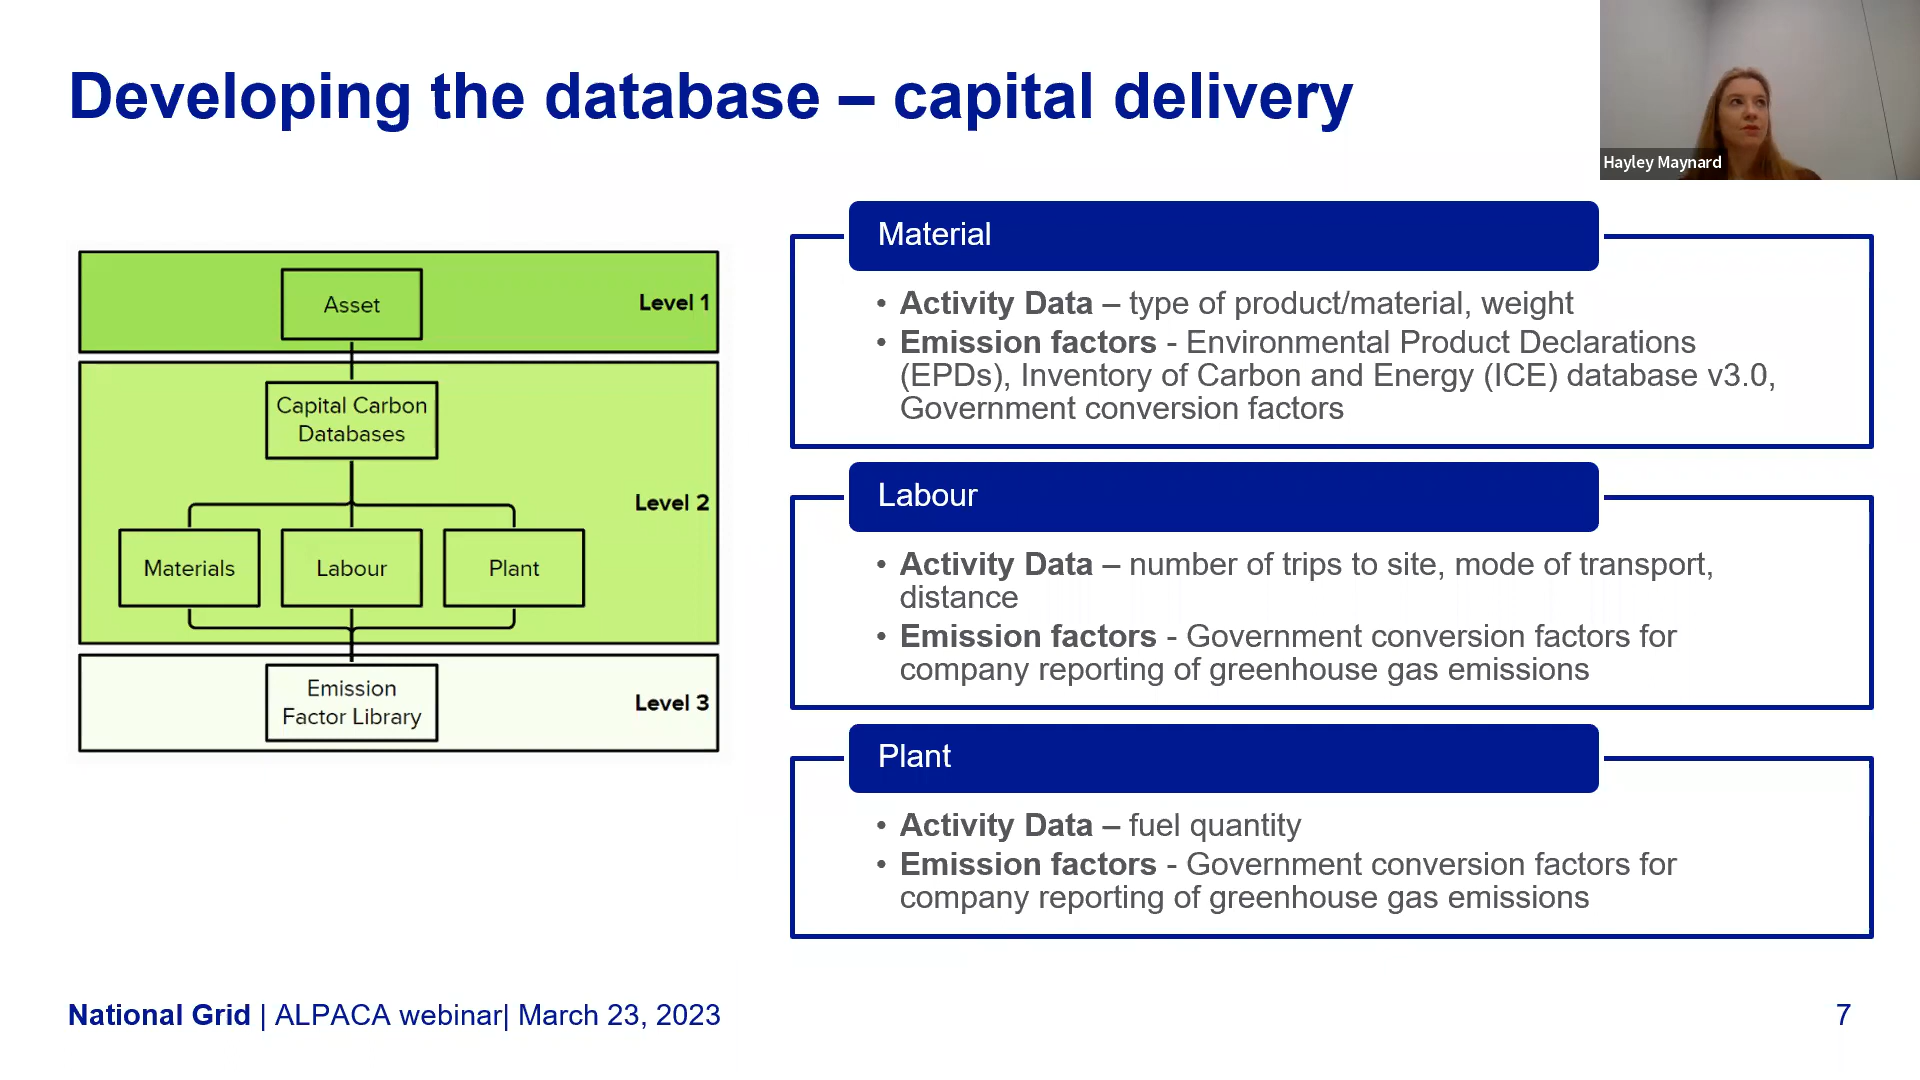 Developing the database – capital delivery
Hayley Maynard
Asset
Level 1
Capital Carbon
Databases
Level 2
Materials
Labour
Plant
Emission
Factor Library
Level 3
Material
• Activity Data – type of product/material, weight
• Emission factors - Environmental Product Declarations
(EPDs), Inventory of Carbon and Energy (ICE) database v3.0,
Government conversion factors
Labour
• Activity Data – number of trips to site, mode of transport,
distance
• Emission factors - Government conversion factors for
company reporting of greenhouse gas emissions
Plant
• Activity Data – fuel quantity
• Emission factors - Government conversion factors for
company reporting of greenhouse gas emissions
National Grid | ALPACA webinar| March 23, 2023
7